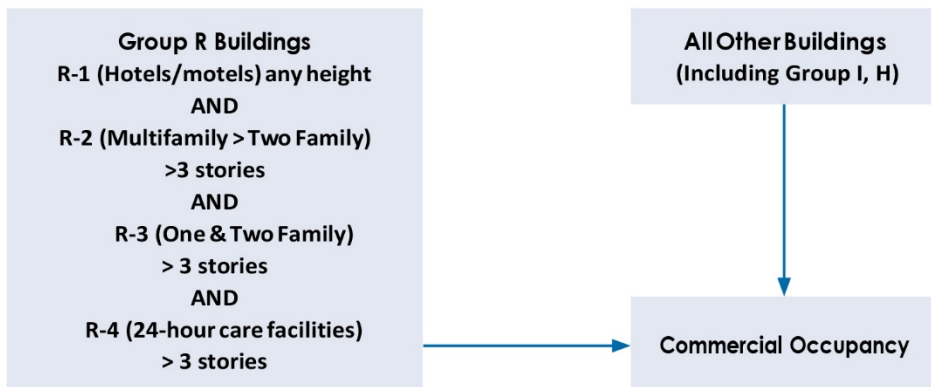 Group R Buildings
R-1 (Hotels/motels) any height
AND
R-2 (Multifamily > Two Family)
>3 stories
AND
R-3 (One & Two Family)
> 3 stories
AND
R-4 (24-hour care facilities)
> 3 stories
All Other Buildings
(Including Group I, H)
Commercial Occupancy